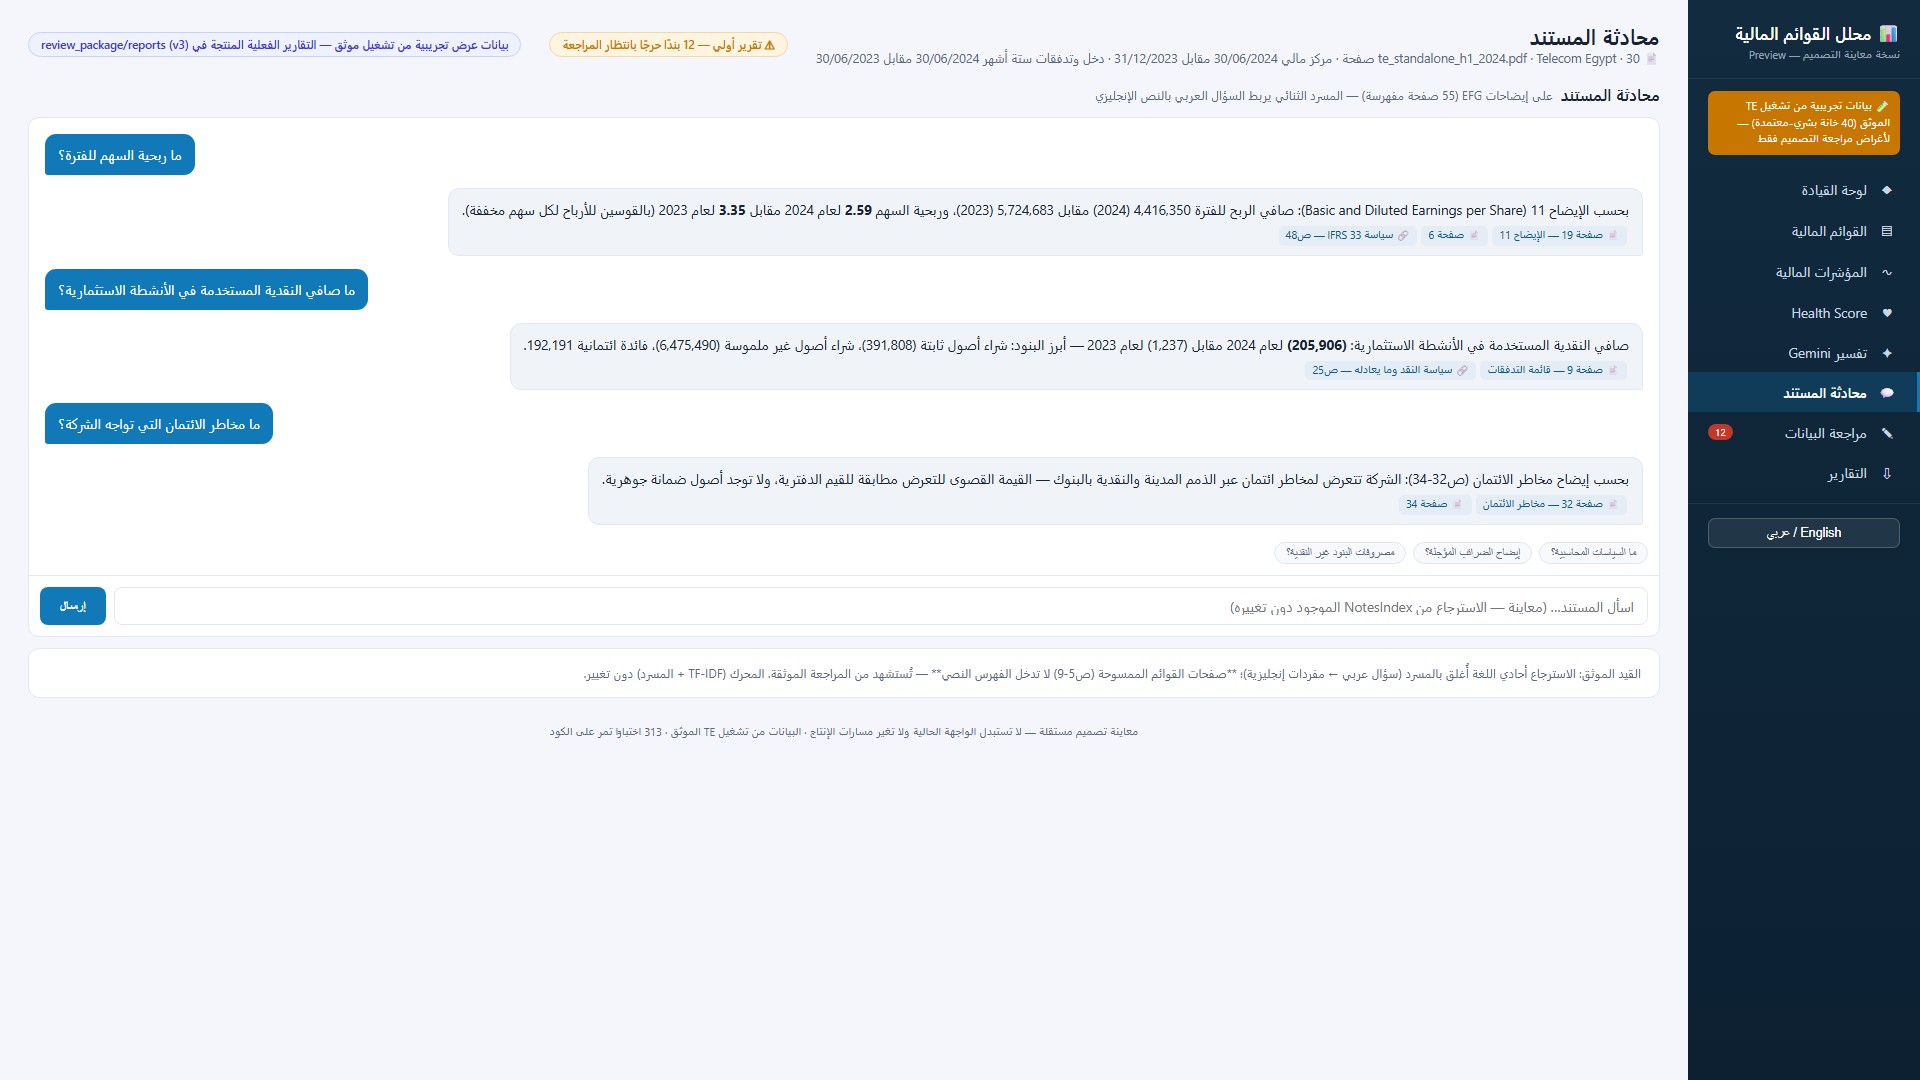 محلل القوائم المالية
نسخة معاينة التصميم — Preview
بيانات تجريبية من تشغيل TE
الموثق (40 خانة بشري-معتمدة) —
لأغراض مراجعة التصميم فقط
لوحة القيادة
القوائم المالية
المؤشرات المالية
Health Score
تفسير Gemini
محادثة المستند
مراجعة البيانات
12
التقارير
عربي / English
محادثة المستند
te_standalone_h1_2024.pdf · Telecom Egypt · 30 صفحة · مركز مالي 30/06/2024 مقابل 31/12/2023 · دخل وتدفقات ستة أشهر 30/06/2024 مقابل 30/06/2023
⚠ تقرير أولي — 12 بندًا حرجًا بانتظار المراجعة
بيانات عرض تجريبية من تشغيل موثق — التقارير الفعلية المنتجة في review_package/reports (v3)
محادثة المستند على إيضاحات EFG (55 صفحة مفهرسة) — المسرد الثنائي يربط السؤال العربي بالنص الإنجليزي
ما ربحية السهم للفترة؟
بحسب الإيضاح 11 (Basic and Diluted Earnings per Share): صافي الربح للفترة 4,416,350 (2024) مقابل 5,724,683 (2023)، وربحية السهم 2.59 لعام 2024 مقابل 3.35 لعام 2023 (بالقوسين للأرباح لكل سهم مخففة).
صفحة 19 — الإيضاح 11
صفحة 6
سياسة IFRS 33 — ص48
ما صافي النقدية المستخدمة في الأنشطة الاستثمارية؟
صافي النقدية المستخدمة في الأنشطة الاستثمارية: (205,906) لعام 2024 مقابل (1,237) لعام 2023 — أبرز البنود: شراء أصول ثابتة (391,808)، شراء أصول غير ملموسة (6,475,490)، فائدة ائتمانية 192,191.
صفحة 9 — قائمة التدفقات
سياسة النقد وما يعادله — ص25
ما مخاطر الائتمان التي تواجه الشركة؟
بحسب إيضاح مخاطر الائتمان (ص32-34): الشركة تتعرض لمخاطر ائتمان عبر الذمم المدينة والنقدية بالبنوك — القيمة القصوى للتعرض مطابقة للقيم الدفترية، ولا توجد أصول ضمانة جوهرية.
صفحة 32 — مخاطر الائتمان
صفحة 34
ما السياسات المحاسبية؟
إيضاح الضرائب المؤجلة؟
مصروفات البنود غير النقدية؟
اسأل المستند... (معاينة — الاسترجاع من NotesIndex الموجود دون تغييره)
إرسال
القيد الموثق: الاسترجاع أحادي اللغة أُغلق بالمسرد (سؤال عربي ← مفردات إنجليزية)؛ **صفحات القوائم الممسوحة (ص5-9) لا تدخل الفهرس النصي** — تُستشهد من المراجعة الموثقة. المحرك (TF-IDF + المسرد) دون تغيير.
معاينة تصميم مستقلة — لا تستبدل الواجهة الحالية ولا تغير مسارات الإنتاج · البيانات من تشغيل TE الموثق · 313 اختبارًا تمر على الكود